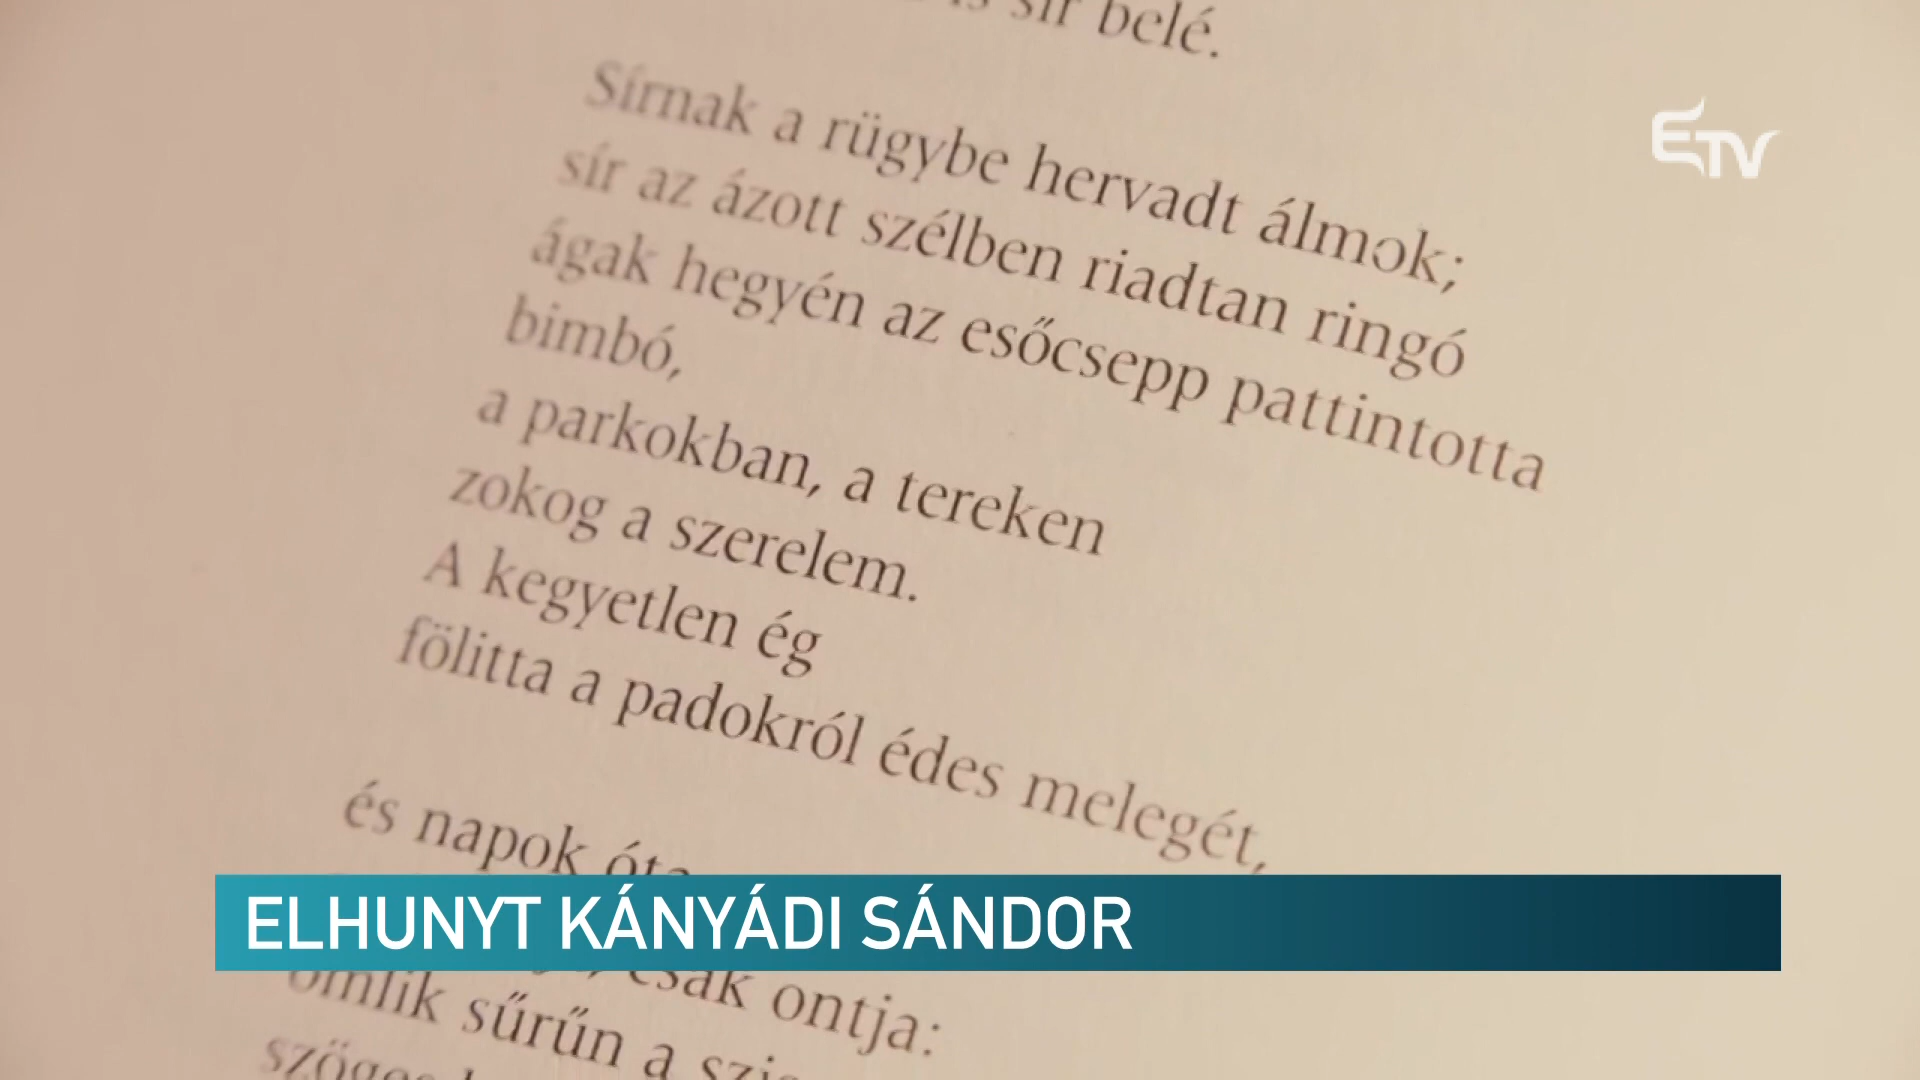 sír belé.
Sírnak a rügybe hervadt álmok;
sír az ázott szélben riadtan ringó
ágak hegyén az esőcsepp pattintotta
bimbó,
a parkokban, a tereken
zokog a szerelem.
A kegyetlen ég
fölitta a padokról édes melegét,
és napok óta
csak ontja:
ömlik sűrűn a
ETV
ELHUNYT KÁNYÁDI SÁNDOR